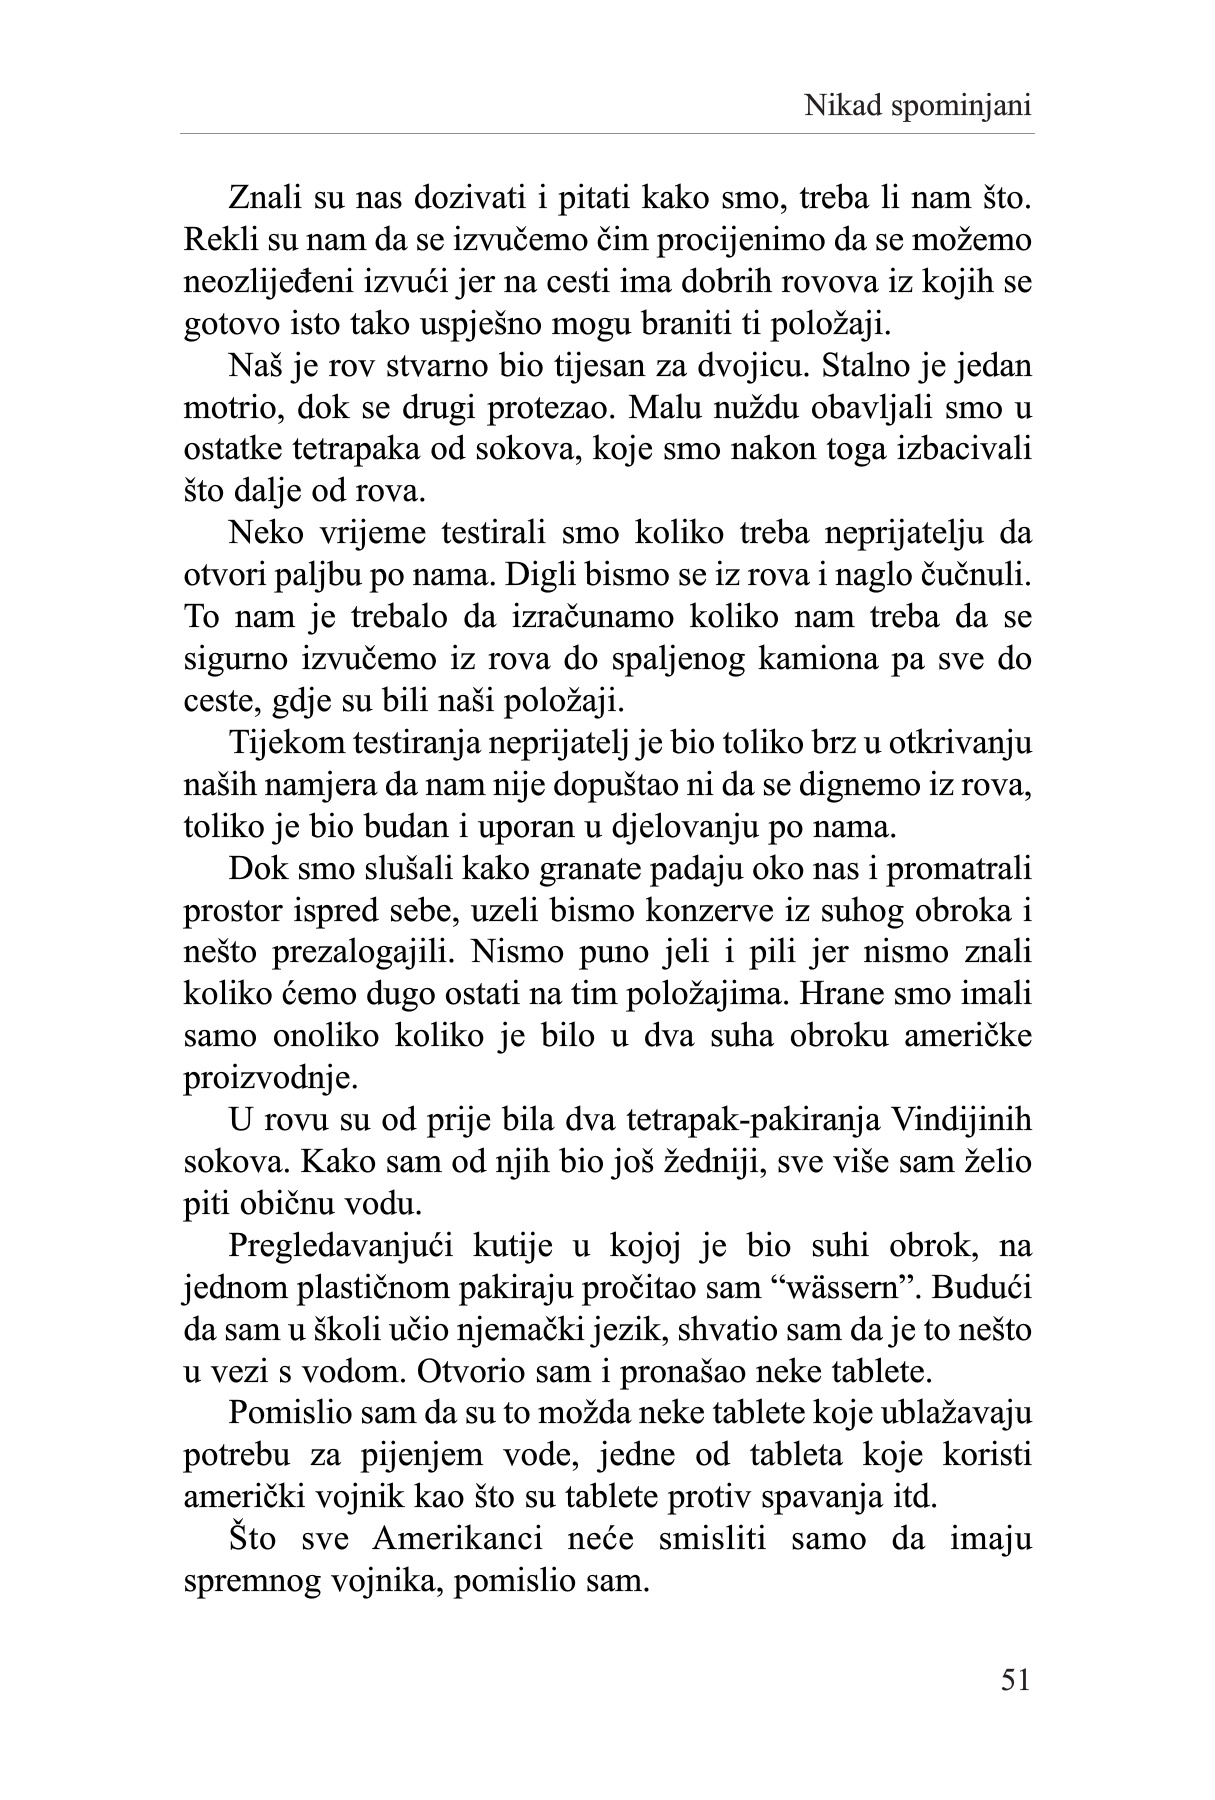 Nikad spominjani
Znali su nas dozivati i pitati kako smo, treba li nam što.
Rekli su nam da se izvučemo čim procijenimo da se možemo
neozlijeđeni izvući jer na cesti ima dobrih rovova iz kojih se
gotovo isto tako uspješno mogu braniti ti položaji.
Naš je rov stvarno bio tijesan za dvojicu. Stalno je jedan
motrio, dok se drugi protezao. Malu nuždu obavljali smo u
ostatke tetrapaka od sokova, koje smo nakon toga izbacivali
što dalje od rova.
Neko vrijeme testirali smo koliko treba neprijatelju da
otvori paljbu po nama. Digli bismo se iz rova i naglo čučnuli.
To nam je trebalo da izračunamo koliko nam treba da se
sigurno izvučemo iz rova do spaljenog kamiona pa sve do
ceste, gdje su bili naši položaji.
Tijekom testiranja neprijatelj je bio toliko brz u otkrivanju
naših namjera da nam nije dopuštao ni da se dignemo iz rova,
toliko je bio budan i uporan u djelovanju po nama.
Dok smo slušali kako granate padaju oko nas i promatrali
prostor ispred sebe, uzeli bismo konzerve iz suhog obroka i
nešto prezalogajili. Nismo puno jeli i pili jer nismo znali
koliko ćemo dugo ostati na tim položajima. Hrane smo imali
samo onoliko koliko je bilo u dva suha obroku američke
proizvodnje.
U rovu su od prije bila dva tetrapak-pakiranja Vindijinih
sokova. Kako sam od njih bio još žedniji, sve više sam želio
piti običnu vodu.
Pregledavanjući kutije u kojoj je bio suhi obrok, na
jednom plastičnom pakiraju pročitao sam “wässern”. Budući
da sam u školi učio njemački jezik, shvatio sam da je to nešto
u vezi s vodom. Otvorio sam i pronašao neke tablete.
Pomislio sam da su to možda neke tablete koje ublažavaju
potrebu za pijenjem vode, jedne od tableta koje koristi
američki vojnik kao što su tablete protiv spavanja itd.
Što sve Amerikanci neće smisliti samo da imaju
spremnog vojnika, pomislio sam.
51